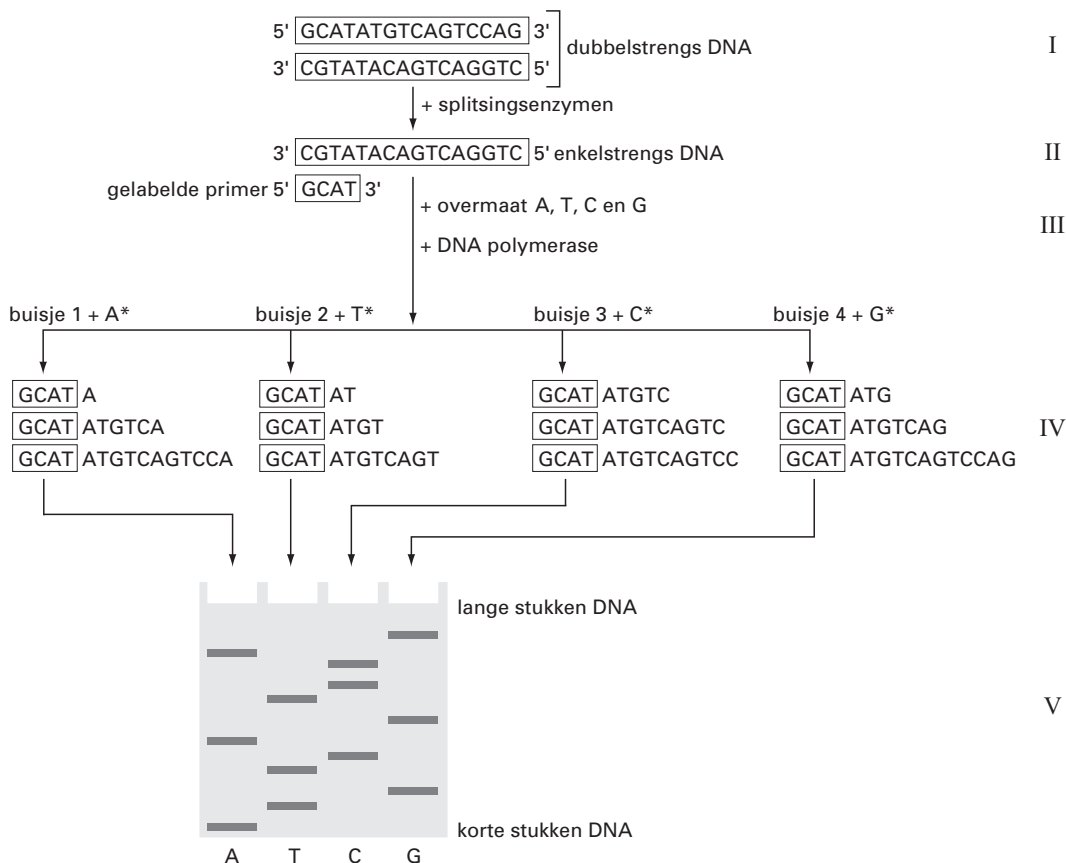 5' GCATATGTCAGTCCAG 3'
dubbelstrengs DNA
I
3' CGTATACAGTCAGGTC 5'
+ splitsingsenzymen
3' CGTATACAGTCAGGTC 5' enkelstrengs DNA
II
gelabelde primer 5' GCAT 3'
+ overmaat A, T, C en G
III
+ DNA polymerase
buisje 1 + A* buisje 2 + T* buisje 3 + C* buisje 4 + G*
GCAT A GCAT AT GCAT ATGTC GCAT ATG
GCAT ATGTCA GCAT ATGT GCAT ATGTCAGTC GCAT ATGTCAG IV
GCAT ATGTCAGTCCA GCAT ATGTCAGT GCAT ATGTCAGTCC GCAT ATGTCAGTCCAG
lange stukken DNA
V
korte stukken DNA
A T C G